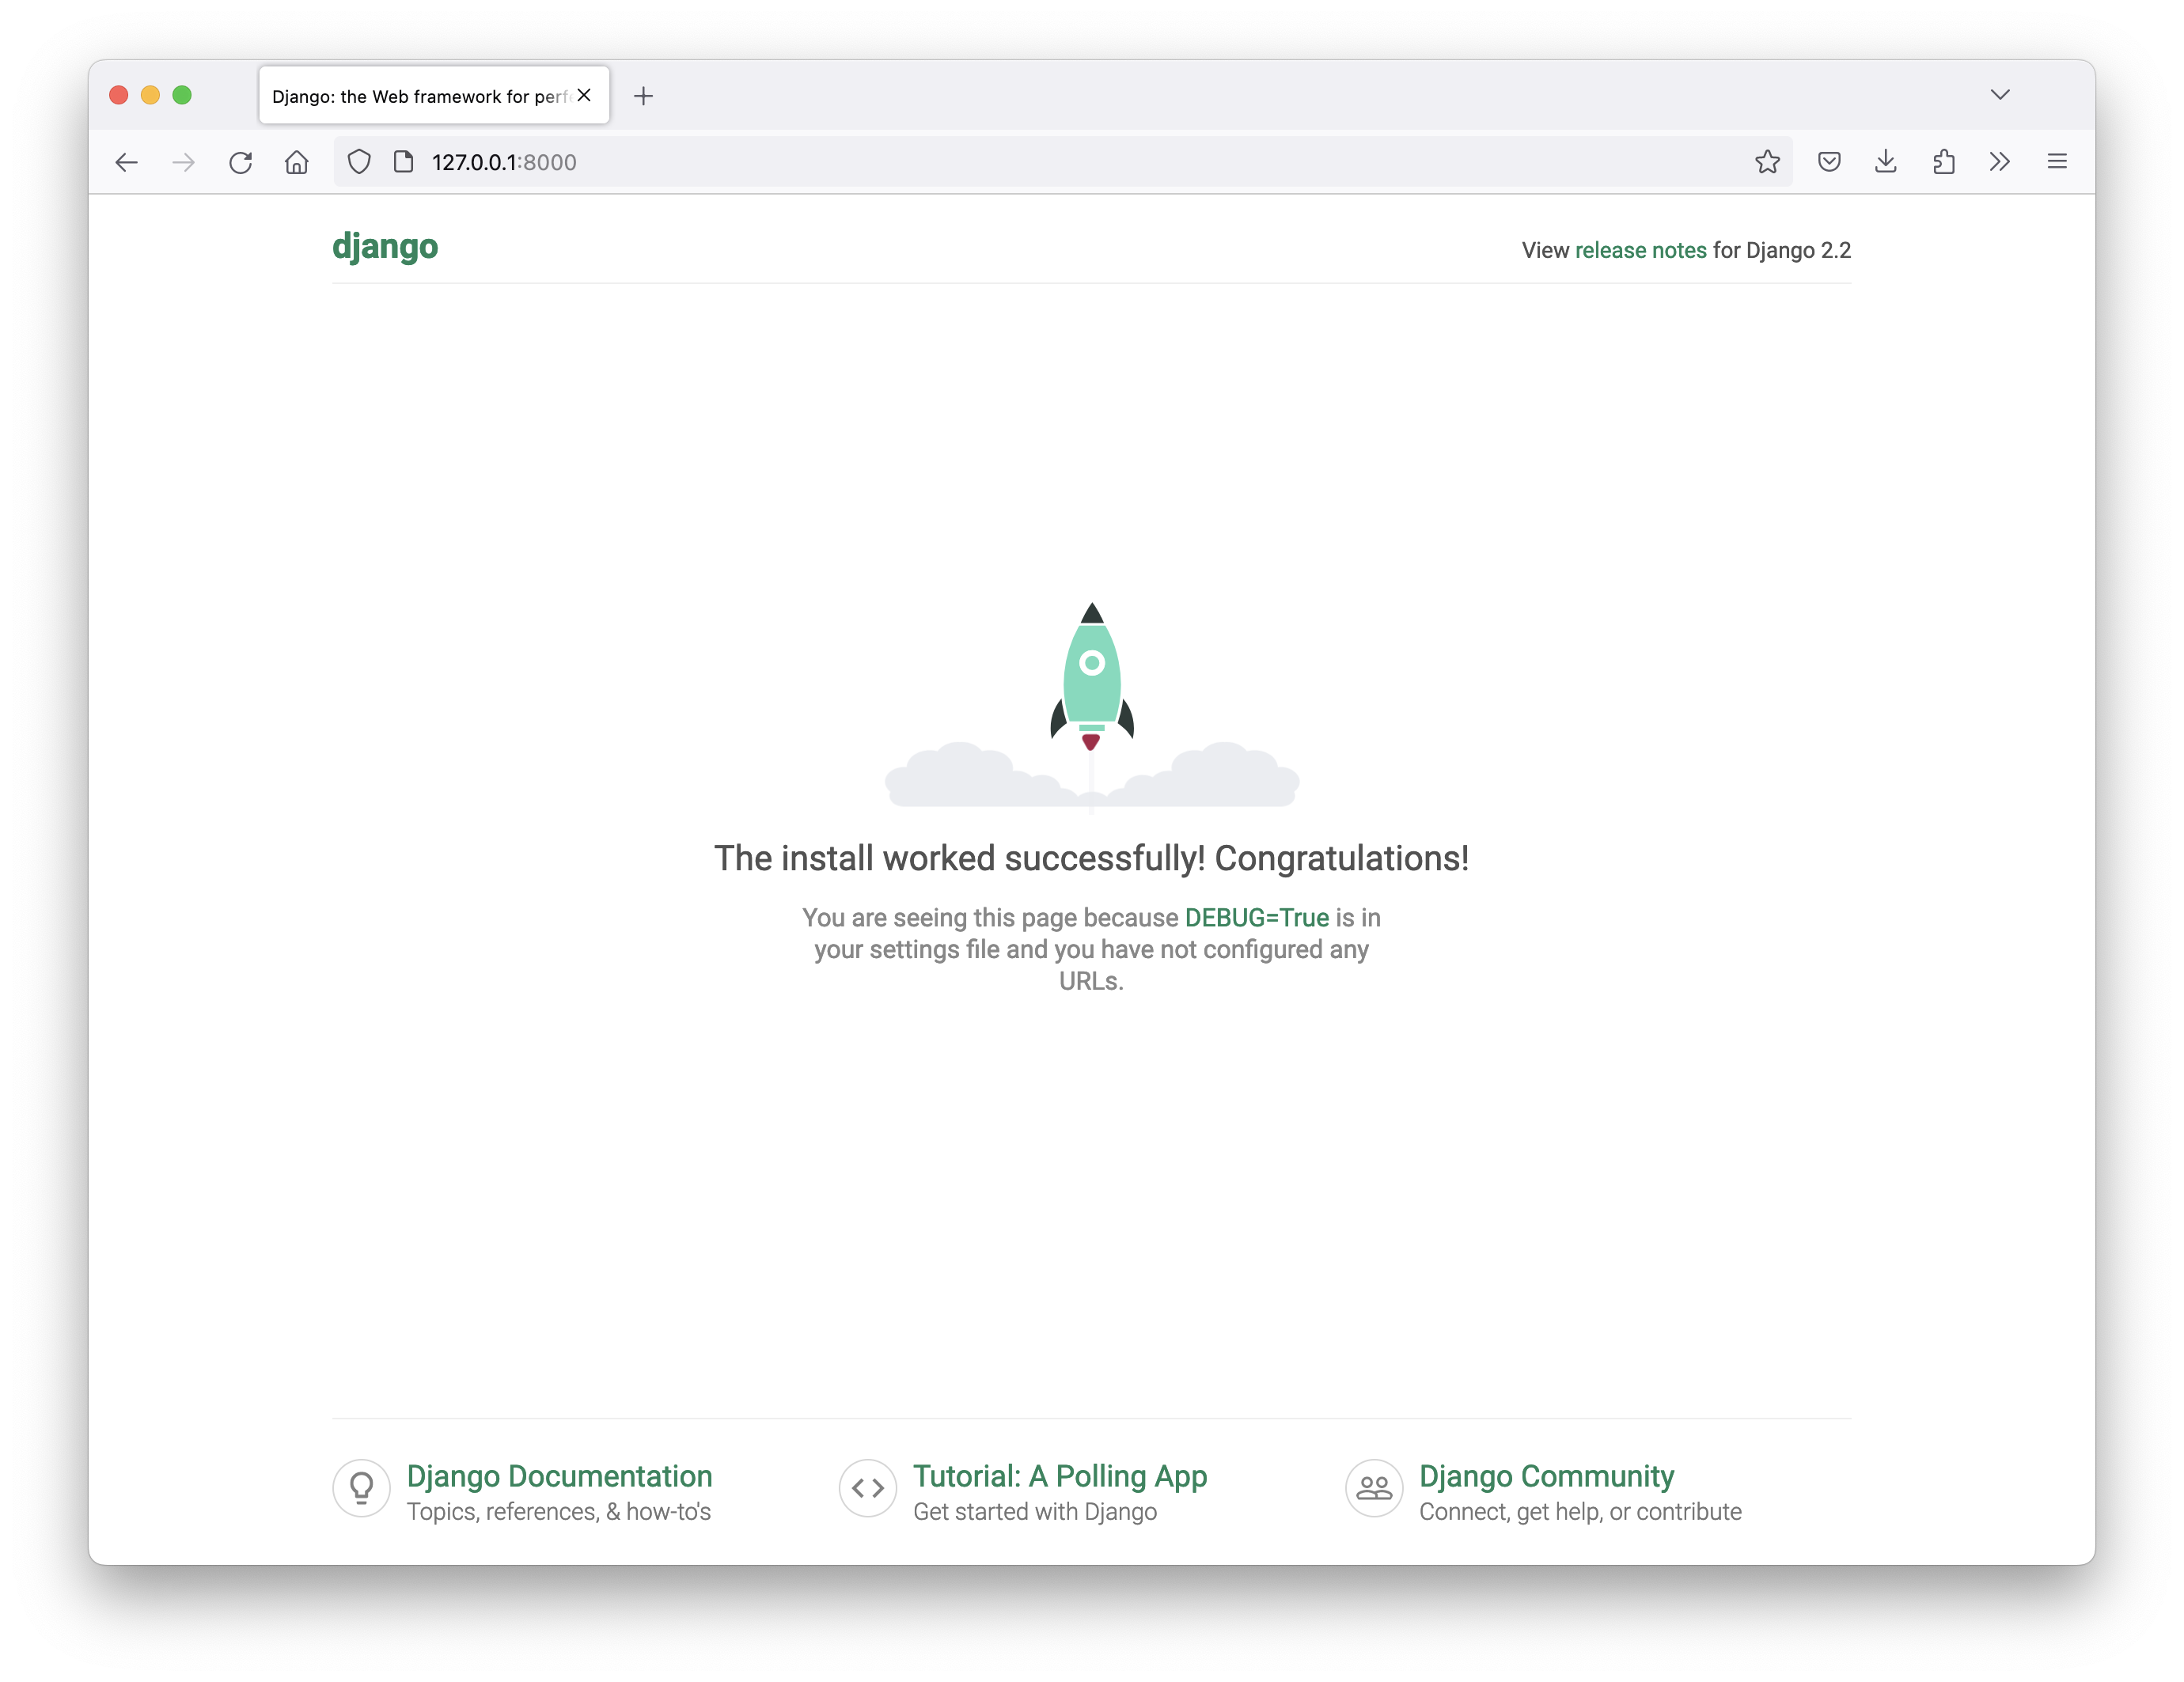 Django: the Web framework for perf
127.0.0.1:8000
django
View release notes for Django 2.2
The install worked successfully! Congratulations!
You are seeing this page because DEBUG=True is in
your settings file and you have not configured any
URLs.
Django Documentation
Topics, references, & how-to's
Tutorial: A Polling App
Get started with Django
Django Community
Connect, get help, or contribute